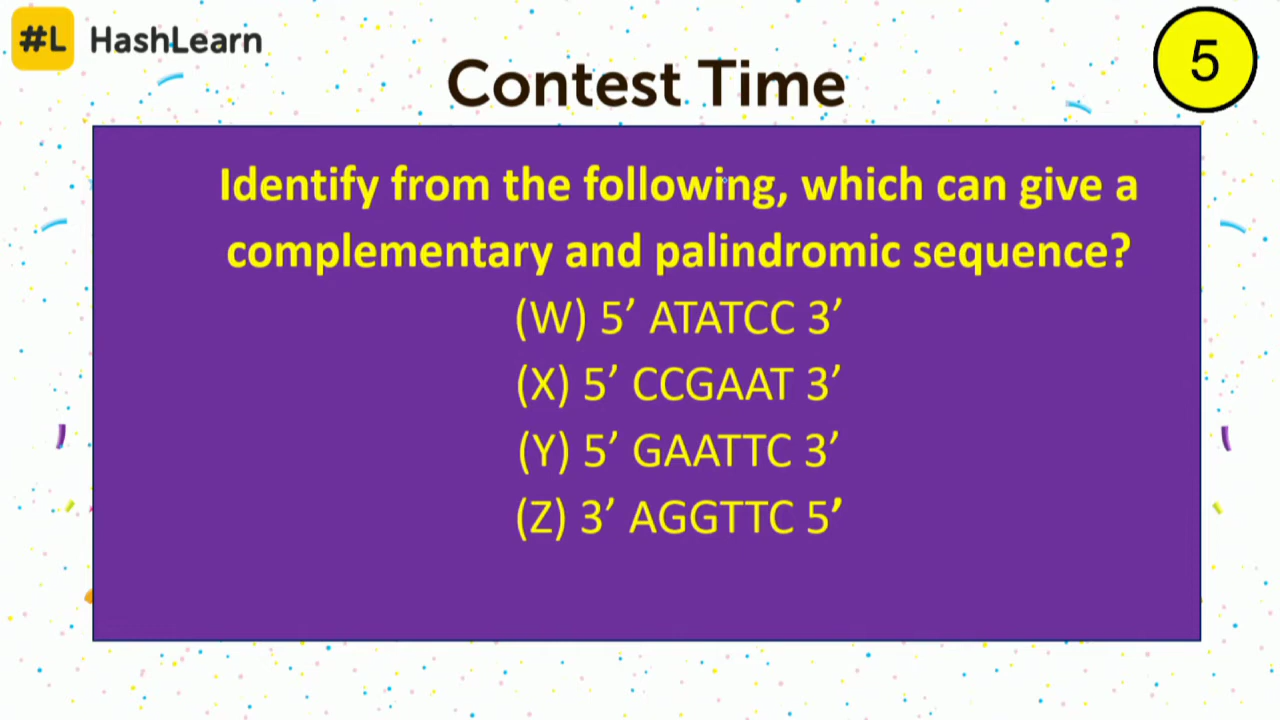 #L HashLearn
5
Contest Time
Identify from the following, which can give a
complementary and palindromic sequence?
(W) 5’ ATATCC 3’
(X) 5’ CCGAAT 3’
(Y) 5’ GAATTC 3’
(Z) 3’ AGGTTC 5’